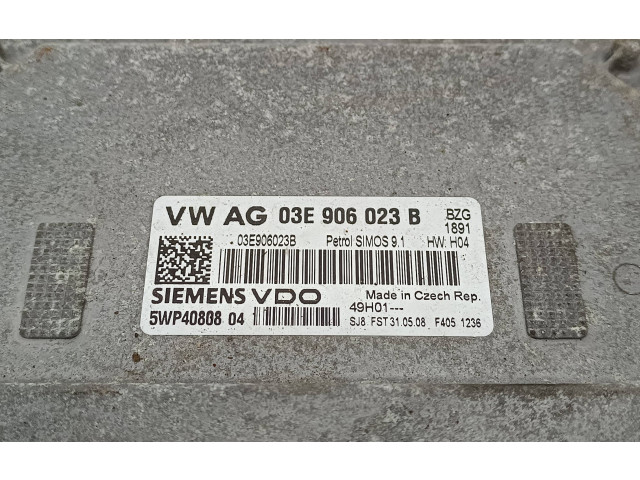 VW AG 03E 906 023 B BZG
1891
03E906023B Petrol SIMOS 9.1 HW: H04
SIEMENS VDO Made in Czech Rep.
5WP40808 04 49H01---
SJ8 FST 31.05.08 F405 1236